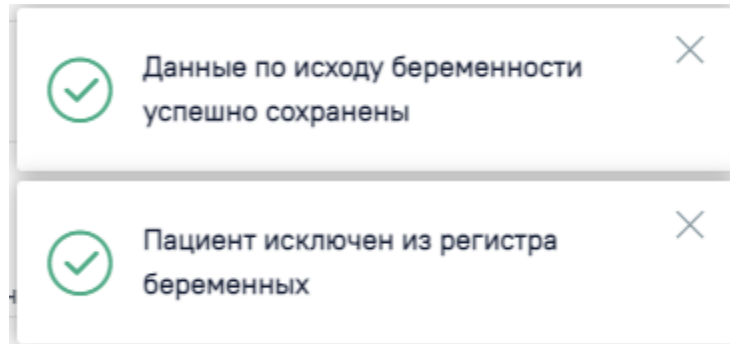 Данные по исходу беременности
успешно сохранены
Пациент исключен из регистра
беременных